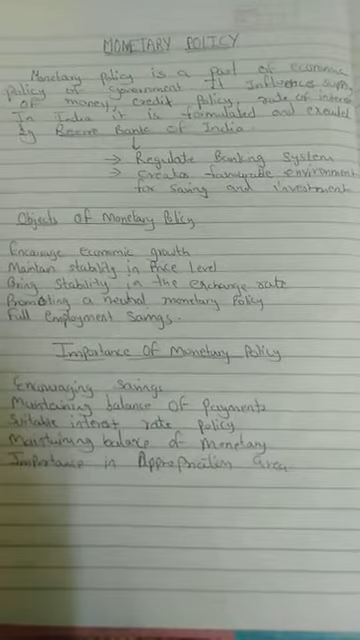 MONETARY POLICY
Monetary policy is a part of economic
policy of government. It Influences supply
of money, credit policy, rate of interest
In India it is formulated and executed
by Reserve Bank of India.
→ Regulate Banking System
→ Creates favourable environment
for saving and investment
Objects of Monetary Policy
Encourage Economic growth
Maintain stability in Price Level
Bring Stability in the exchange rate
Promoting a neutral monetary Policy
Full Employment Savings.
Importance Of Monetary Policy
Encouraging Savings
Maintaining balance Of Payments
Suitable interest rate policy
Maintaining balance of Monetary
Importance in Area